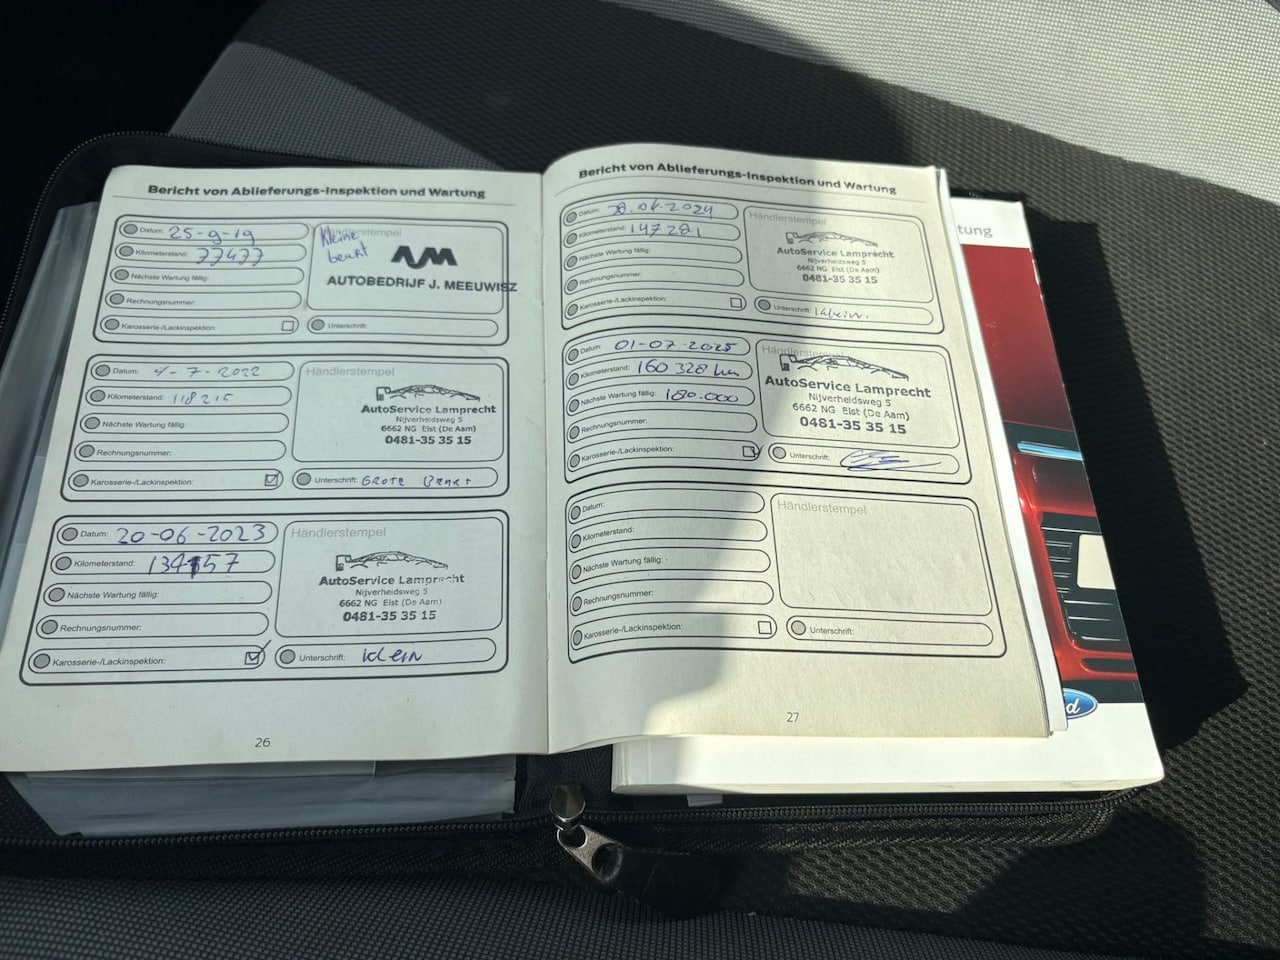 Bericht von Ablieferungs-Inspektion und Wartung
Datum: 25-9-19
Kilometerstand: 77477
Nächste Wartung fällig:
Rechnungsnummer:
Karosserie-/Lackinspektion:
Händlerstempel
Kleine
beurt
AUTOBEDRIJF J. MEEUWISZ
Unterschrift:
Datum: 4-7-2022
Kilometerstand: 118215
Nächste Wartung fällig:
Rechnungsnummer:
Karosserie-/Lackinspektion:
Händlerstempel
AutoService Lamprecht
Nijverheidsweg 5
6662 NG Elst (De Aam)
0481-35 35 15
Unterschrift: GROTE Beurt
Datum: 20-06-2023
Kilometerstand: 134157
Nächste Wartung fällig:
Rechnungsnummer:
Karosserie-/Lackinspektion:
Händlerstempel
AutoService Lamprecht
Nijverheidsweg 5
6662 NG Elst (De Aam)
0481-35 35 15
Unterschrift: Klein
26
Bericht von Ablieferungs-Inspektion und Wartung
Datum: .04.2024
Kilometerstand: 147281
Nächste Wartung fällig:
Rechnungsnummer:
Karosserie-/Lackinspektion:
Händlerstempel
AutoService Lamprecht
Nijverheidsweg 5
6662 NG Elst (De Aam)
0481-35 35 15
Unterschrift: Klein.
Datum: 01-07-2025
Kilometerstand: 160 328 km
Nächste Wartung fällig: 180.000
Rechnungsnummer:
Karosserie-/Lackinspektion:
Händlerstempel
AutoService Lamprecht
Nijverheidsweg 5
6662 NG Elst (De Aam)
0481-35 35 15
Unterschrift:
Datum:
Kilometerstand:
Nächste Wartung fällig:
Rechnungsnummer:
Karosserie-/Lackinspektion:
Händlerstempel
Unterschrift:
27
tung